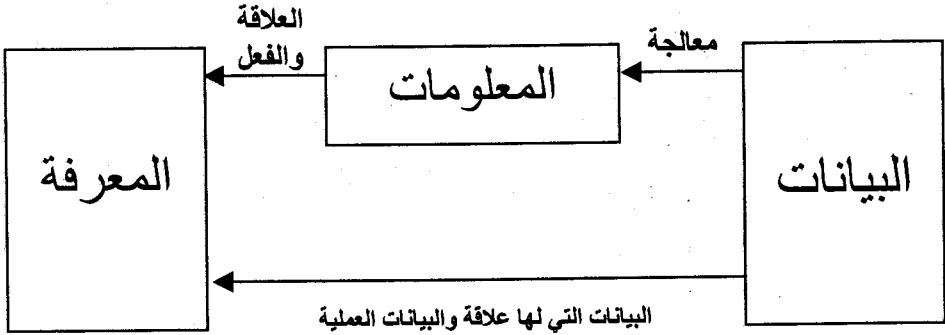 البيانات
معالجة
المعلومات
العلاقة
والفعل
المعرفة
البيانات التي لها علاقة والبيانات العملية